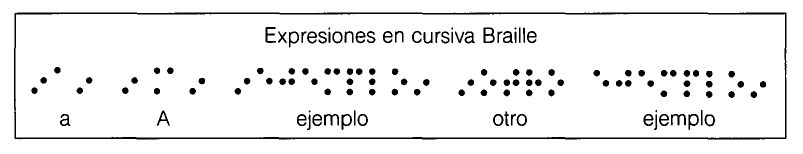 Expresiones en cursiva Braille
a A ejemplo otro ejemplo